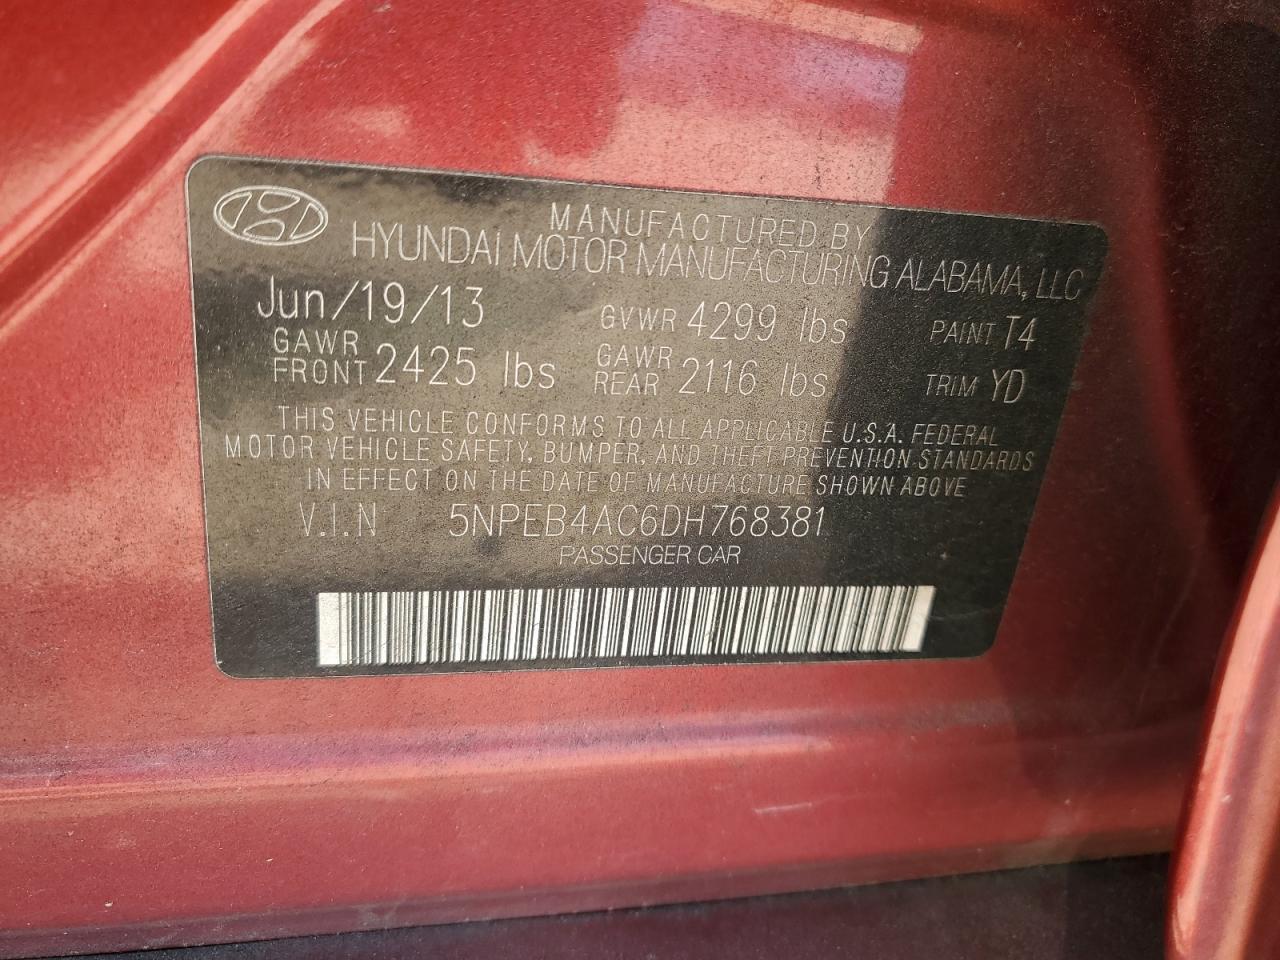 MANUFACTURED BY
HYUNDAI MOTOR MANUFACTURING ALABAMA, LLC
Jun/19/13 GVWR 4299 lbs PAINT T4
GAWR FRONT 2425 lbs GAWR REAR 2116 lbs TRIM YD
THIS VEHICLE CONFORMS TO ALL APPLICABLE U.S.A. FEDERAL
MOTOR VEHICLE SAFETY, BUMPER, AND THEFT PREVENTION STANDARDS
IN EFFECT ON THE DATE OF MANUFACTURE SHOWN ABOVE
V.I.N 5NPEB4AC6DH768381
PASSENGER CAR